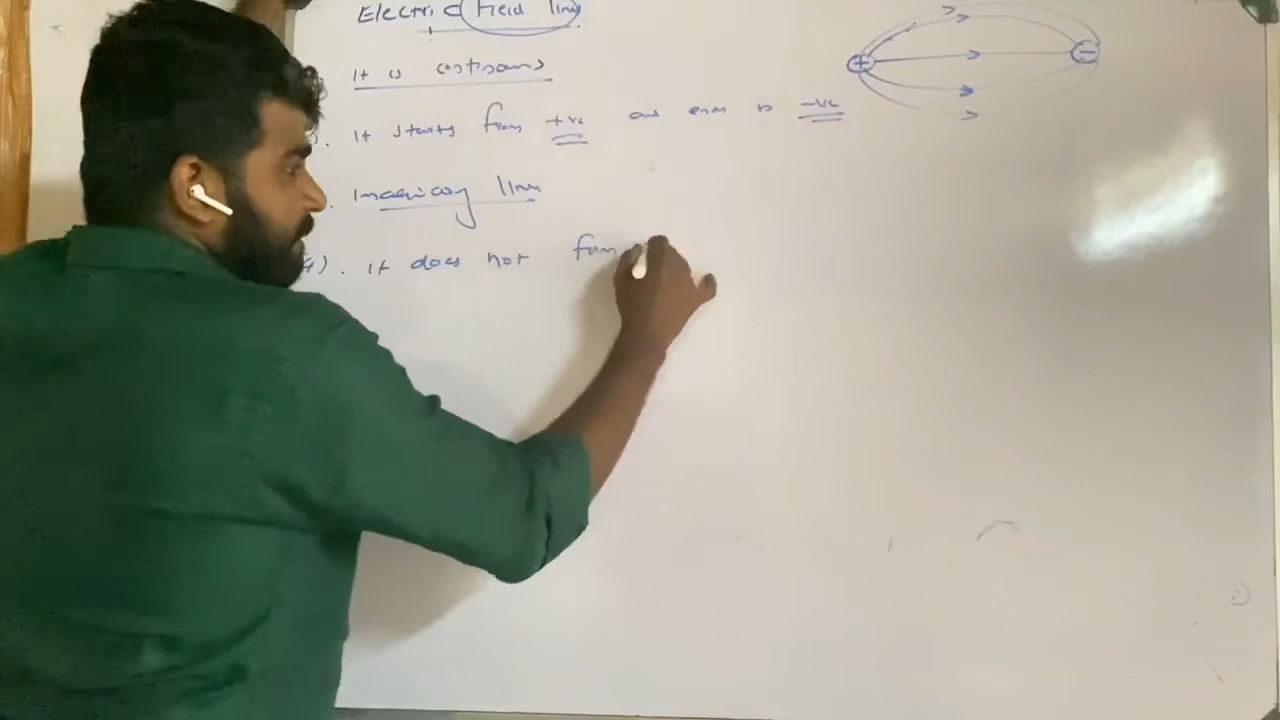 Electric Field line
It is continuous
. It starts from +ve and ends to -ve
. Imaginary line
4). it does not form
+ -